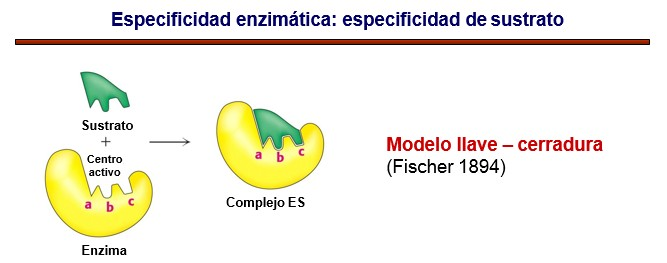 Especificidad enzimática: especificidad de sustrato
Sustrato
+
Centro
activo
a b c
Enzima
a b c
Complejo ES
Modelo llave – cerradura
(Fischer 1894)